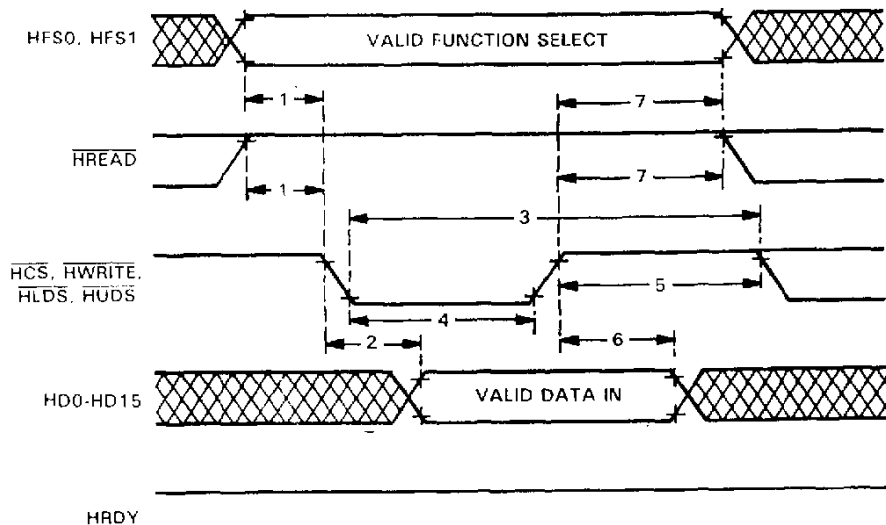 HFS0, HFS1
VALID FUNCTION SELECT
1
7
HREAD
1
7
3
HCS, HWRITE,
HLDS, HUDS
5
4
2
6
HD0-HD15
VALID DATA IN
HRDY